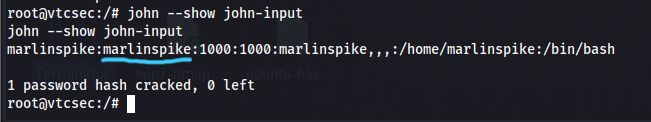 root@vtcsec:/# john --show john-input
john --show john-input
marlinspike:marlinspike:1000:1000:marlinspike,,,:/home/marlinspike:/bin/bash
1 password hash cracked, 0 left
root@vtcsec:/#